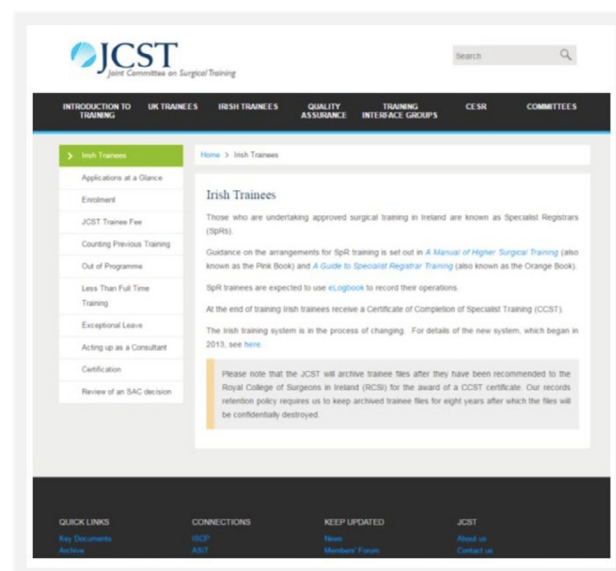 JCST
Joint Committee on Surgical Training
Search
INTRODUCTION TO
TRAINING
UK TRAINEES
IRISH TRAINEES
QUALITY
ASSURANCE
TRAINING
INTERFACE GROUPS
CESR
COMMITTEES
Irish Trainees
Applications at a Glance
Enrolment
JCST Trainee Fee
Counting Previous Training
Out of Programme
Less Than Full Time
Training
Exceptional Leave
Acting up as a Consultant
Certification
Review of an SAC decision
Home > Irish Trainees
Irish Trainees
Those who are undertaking approved surgical training in Ireland are known as Specialist Registrars
(SpRs).
Guidance on the arrangements for SpR training is set out in A Manual of Higher Surgical Training (also
known as the Pink Book) and A Guide to Specialist Registrar Training (also known as the Orange Book).
SpR trainees are expected to use eLogbook to record their operations.
At the end of training Irish trainees receive a Certificate of Completion of Specialist Training (CCST).
The Irish training system is in the process of changing. For details of the new system, which began in
2013, see here.
Please note that the JCST will archive trainee files after they have been recommended to the
Royal College of Surgeons in Ireland (RCSI) for the award of a CCST certificate. Our records
retention policy requires us to keep archived trainee files for eight years after which the files will
be confidentially destroyed.
QUICK LINKS
Key Documents
Archive
CONNECTIONS
ISCP
ASiT
KEEP UPDATED
News
Members' Forum
JCST
About us
Contact us